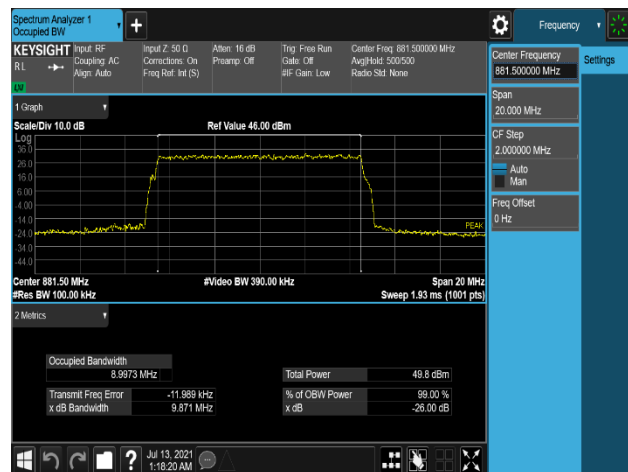 Spectrum Analyzer 1
Occupied BW
Frequency
KEYSIGHT
RL
LXI
Input: RF
Coupling: AC
Align: Auto
Input Z: 50 Ω
Corrections: On
Freq Ref: Int (S)
Atten: 16 dB
Preamp: Off
Trig: Free Run
Gate: Off
#IF Gain: Low
Center Freq: 881.500000 MHz
Avg|Hold: 500/500
Radio Std: None
Center Frequency
881.500000 MHz
Settings
Span
20.000 MHz
CF Step
2.000000 MHz
Auto
Man
Freq Offset
0 Hz
1 Graph
Scale/Div 10.0 dB
Ref Value 46.00 dBm
Log
36.0
26.0
16.0
6.00
-4.00
-14.0
-24.0
-34.0
-44.0
PEAK
Center 881.50 MHz
#Video BW 390.00 kHz
Span 20 MHz
#Res BW 100.00 kHz
Sweep 1.93 ms (1001 pts)
2 Metrics
Occupied Bandwidth
8.9973 MHz
Total Power 49.8 dBm
Transmit Freq Error -11.989 kHz
% of OBW Power 99.00 %
x dB Bandwidth 9.871 MHz
x dB -26.00 dB
?
Jul 13, 2021
1:18:20 AM